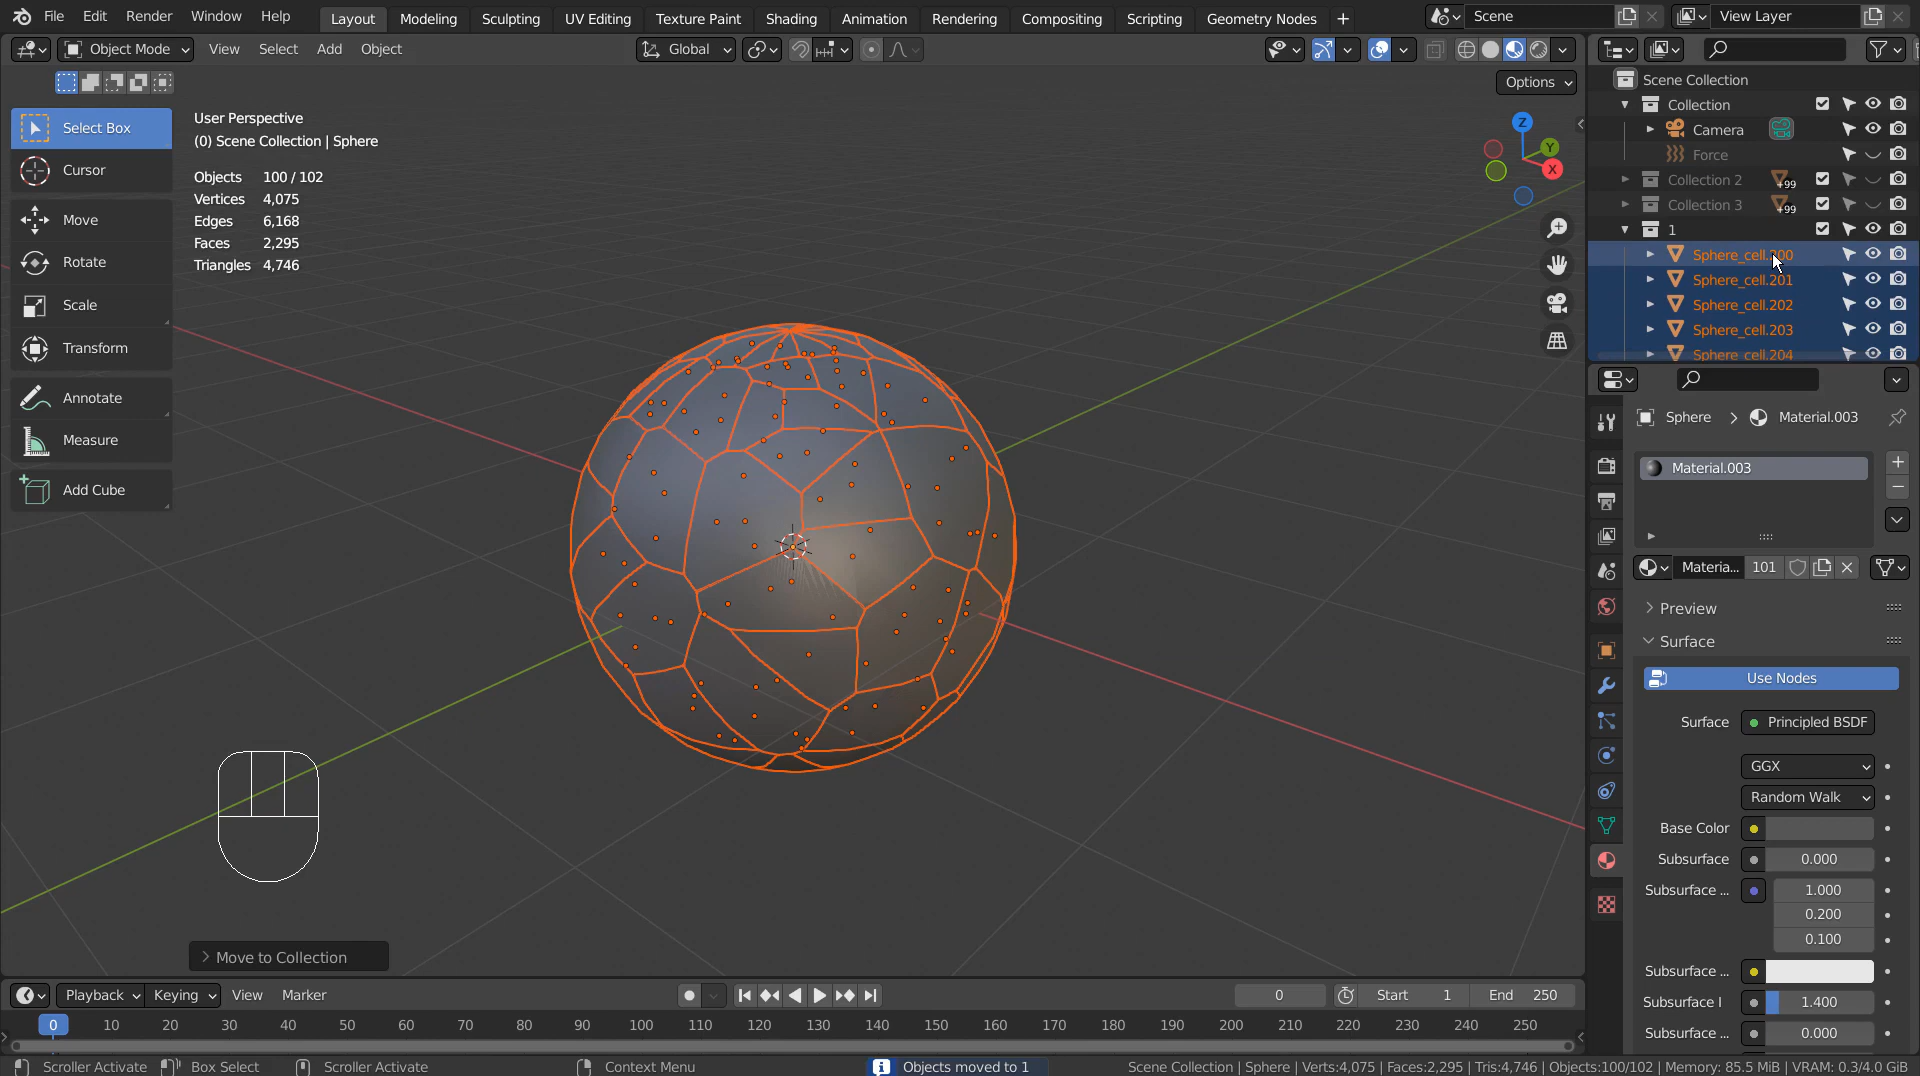 File Edit Render Window Help Layout Modeling Sculpting UV Editing Texture Paint Shading Animation Rendering Compositing Scripting Geometry Nodes + Scene View Layer
Object Mode View Select Add Object Global
Options
Select Box
Cursor
Move
Rotate
Scale
Transform
Annotate
Measure
Add Cube
User Perspective
(0) Scene Collection | Sphere
Objects 100 / 102
Vertices 4,075
Edges 6,168
Faces 2,295
Triangles 4,746
Z
Y
X
Scene Collection
Collection
Camera
Force
Collection 2 +99
Collection 3 +99
1
Sphere_cell.200
Sphere_cell.201
Sphere_cell.202
Sphere_cell.203
Sphere_cell.204
Sphere > Material.003
Material.003
Materia... 101
Preview
Surface
Use Nodes
Surface Principled BSDF
GGX
Random Walk
Base Color
Subsurface 0.000
Subsurface ... 1.000
0.200
0.100
Subsurface ...
Subsurface I 1.400
Subsurface ... 0.000
Move to Collection
Playback Keying View Marker 0 Start 1 End 250
0 10 20 30 40 50 60 70 80 90 100 110 120 130 140 150 160 170 180 190 200 210 220 230 240 250
Scroller Activate Box Select Scroller Activate Context Menu Objects moved to 1 Scene Collection | Sphere | Verts:4,075 | Faces:2,295 | Tris:4,746 | Objects:100/102 | Memory: 85.5 MiB | VRAM: 0.3/4.0 GiB